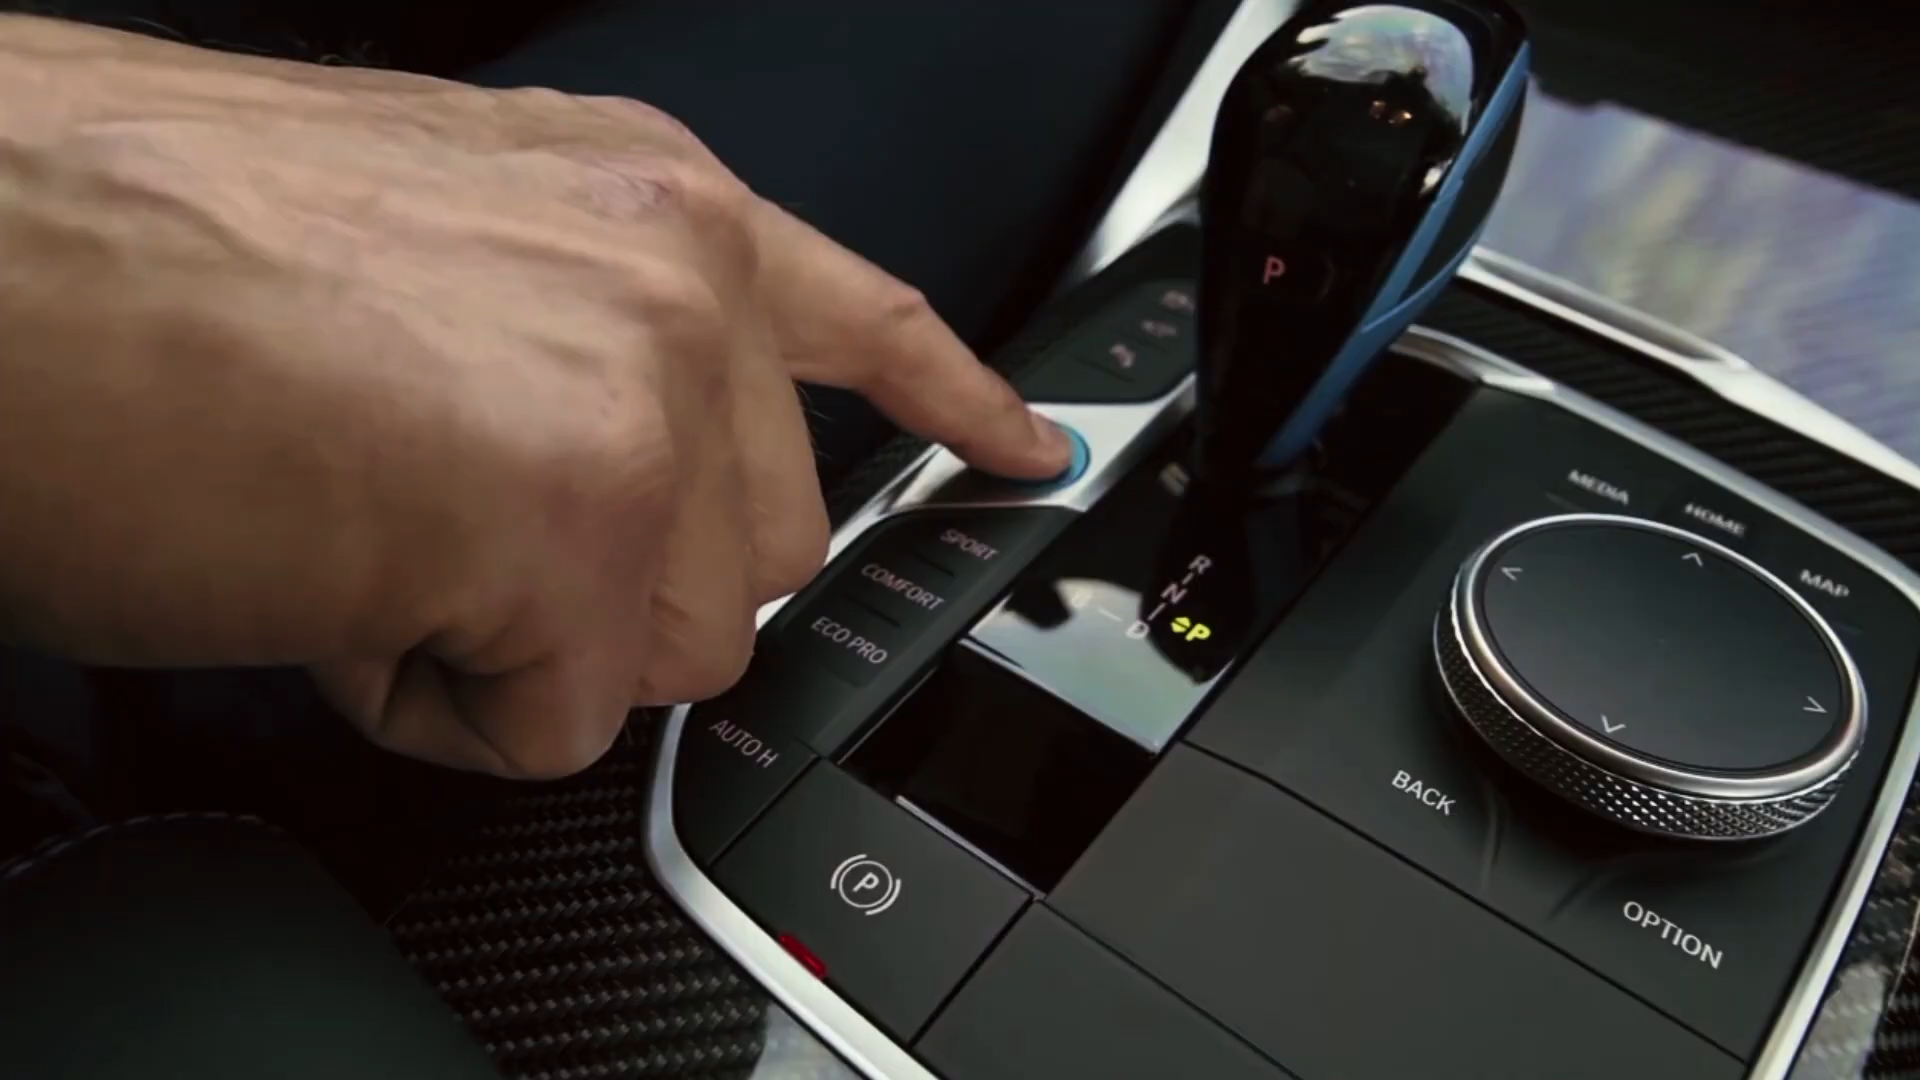 P
MEDIA
HOME
MAP
SPORT
COMFORT
ECO PRO
AUTO H
R
N
D
P
BACK
OPTION
P